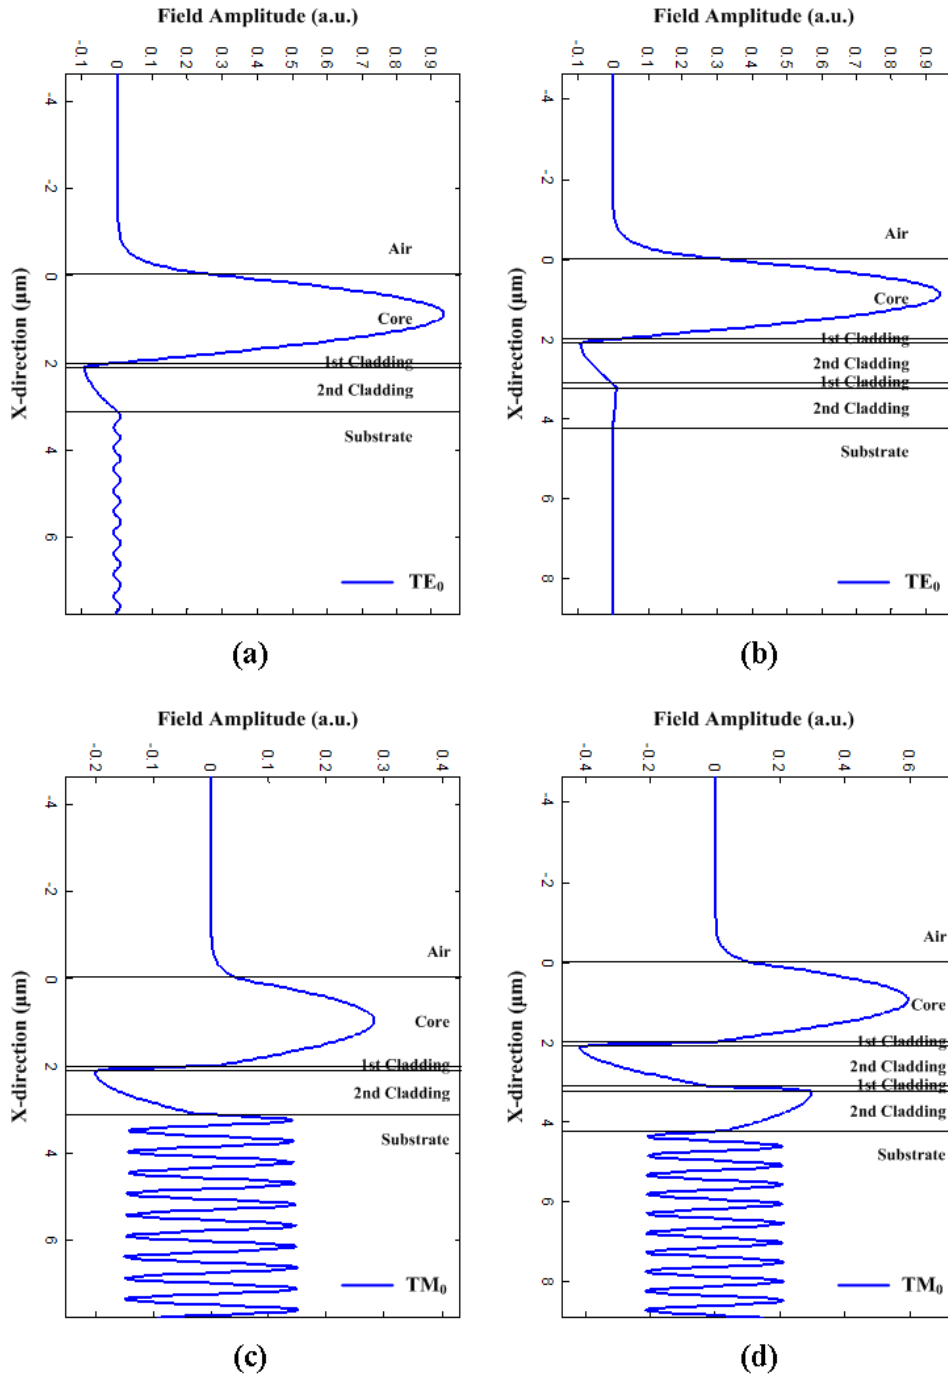 Field Amplitude (a.u.)
-0.1 0 0.1 0.2 0.3 0.4 0.5 0.6 0.7 0.8 0.9
X-direction (μm)
-4
-2
0
2
4
6
Air
Core
1st Cladding
2nd Cladding
Substrate
TE0
(a)
Field Amplitude (a.u.)
-0.1 0 0.1 0.2 0.3 0.4 0.5 0.6 0.7 0.8 0.9
X-direction (μm)
-4
-2
0
2
4
6
8
Air
Core
1st Cladding
2nd Cladding
1st Cladding
2nd Cladding
Substrate
TE0
(b)
Field Amplitude (a.u.)
-0.2 -0.1 0 0.1 0.2 0.3 0.4
X-direction (μm)
-4
-2
0
2
4
6
Air
Core
1st Cladding
2nd Cladding
Substrate
TM0
(c)
Field Amplitude (a.u.)
-0.4 -0.2 0 0.2 0.4 0.6
X-direction (μm)
-4
-2
0
2
4
6
8
Air
Core
1st Cladding
2nd Cladding
1st Cladding
2nd Cladding
Substrate
TM0
(d)